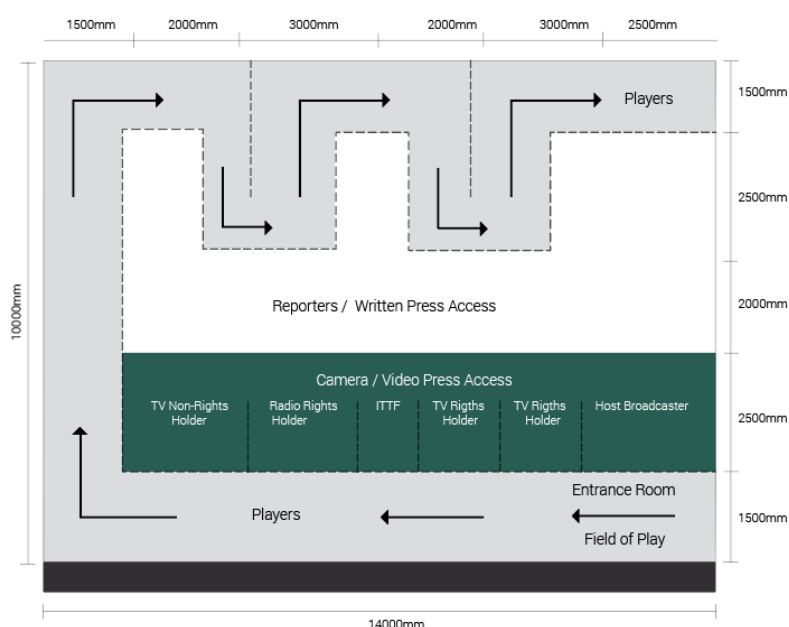 1500mm 2000mm 3000mm 2000mm 3000mm 2500mm
Players
1500mm
2500mm
2000mm
2500mm
1500mm
10000mm
Reporters / Written Press Access
Camera / Video Press Access
TV Non-Rights
Holder
Radio Rights
Holder
ITTF
TV Rigths
Holder
TV Rigths
Holder
Host Broadcaster
Entrance Room
Players
Field of Play
14000mm